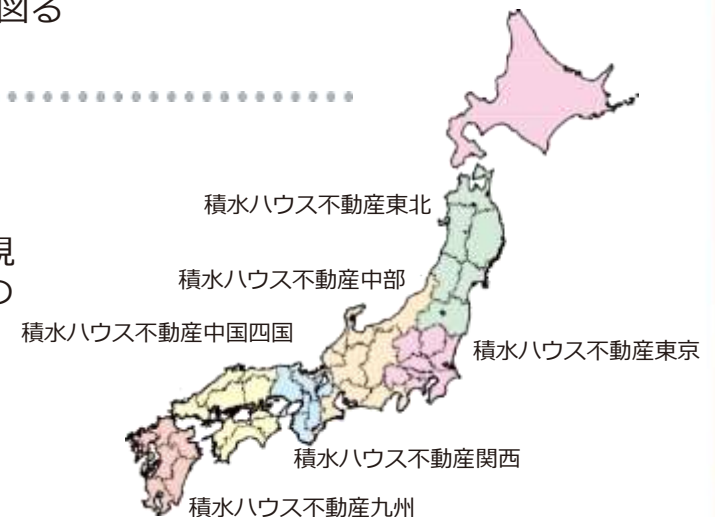 図る
積水ハウス不動産東北
現
積水ハウス不動産中部
の
積水ハウス不動産中国四国
積水ハウス不動産東京
積水ハウス不動産関西
積水ハウス不動産九州